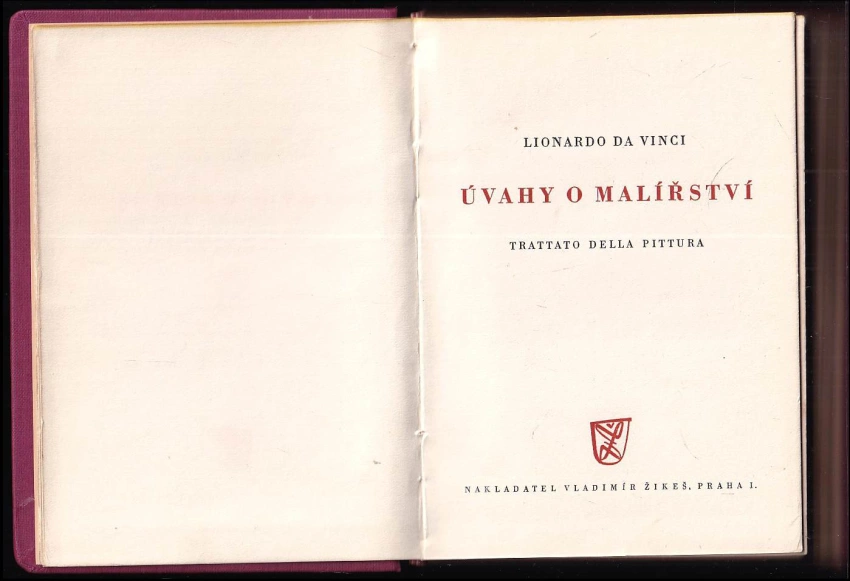 LIONARDO DA VINCI
ÚVAHY O MALÍŘSTVÍ
TRATTATO DELLA PITTURA
NAKLADATEL VLADIMÍR ŽIKEŠ, PRAHA I.